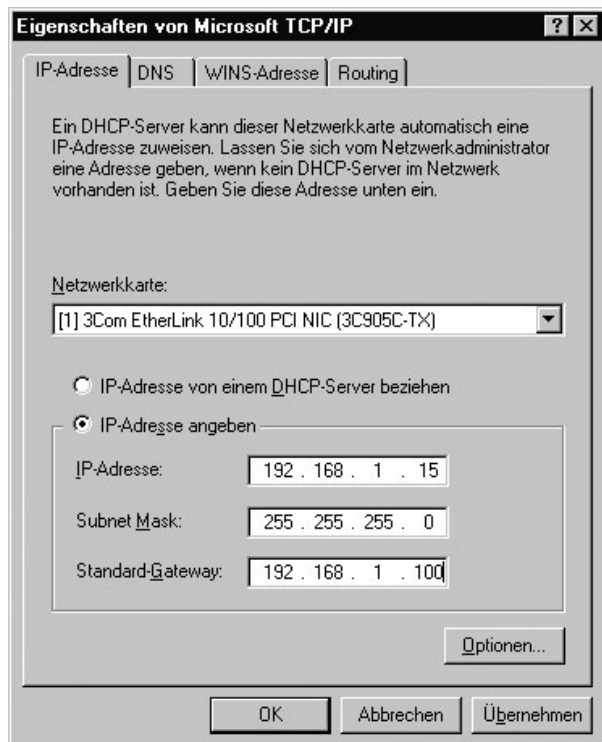 Eigenschaften von Microsoft TCP/IP
IP-Adresse DNS WINS-Adresse Routing
Ein DHCP-Server kann dieser Netzwerkkarte automatisch eine
IP-Adresse zuweisen. Lassen Sie sich vom Netzwerkadministrator
eine Adresse geben, wenn kein DHCP-Server im Netzwerk
vorhanden ist. Geben Sie diese Adresse unten ein.
Netzwerkkarte:
[1] 3Com EtherLink 10/100 PCI NIC (3C905C-TX)
IP-Adresse von einem DHCP-Server beziehen
IP-Adresse angeben
IP-Adresse: 192 . 168 . 1 . 15
Subnet Mask: 255 . 255 . 255 . 0
Standard-Gateway: 192 . 168 . 1 . 100
Optionen...
OK Abbrechen Übernehmen